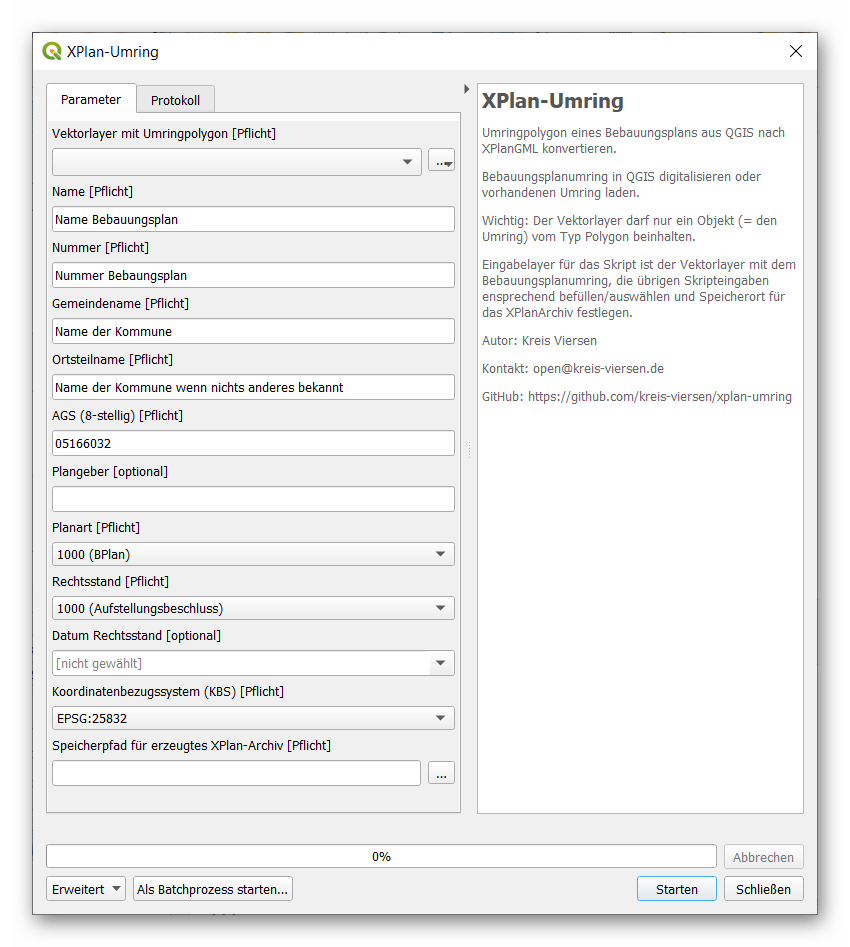 XPlan-Umring
Parameter
Protokoll
Vektorlayer mit Umringpolygon [Pflicht]
...
Name [Pflicht]
Name Bebauungsplan
Nummer [Pflicht]
Nummer Bebaungsplan
Gemeindename [Pflicht]
Name der Kommune
Ortsteilname [Pflicht]
Name der Kommune wenn nichts anderes bekannt
AGS (8-stellig) [Pflicht]
05166032
Plangeber [optional]
Planart [Pflicht]
1000 (BPlan)
Rechtsstand [Pflicht]
1000 (Aufstellungsbeschluss)
Datum Rechtsstand [optional]
[nicht gewählt]
Koordinatenbezugssystem (KBS) [Pflicht]
EPSG:25832
Speicherpfad für erzeugtes XPlan-Archiv [Pflicht]
...
XPlan-Umring
Umringpolygon eines Bebauungsplans aus QGIS nach
XPlanGML konvertieren.
Bebauungsplanumring in QGIS digitalisieren oder
vorhandenen Umring laden.
Wichtig: Der Vektorlayer darf nur ein Objekt (= den
Umring) vom Typ Polygon beinhalten.
Eingabelayer für das Skript ist der Vektorlayer mit dem
Bebauungsplanumring, die übrigen Skripteingaben
ensprechend befüllen/auswählen und Speicherort für
das XPlanArchiv festlegen.
Autor: Kreis Viersen
Kontakt: open@kreis-viersen.de
GitHub: https://github.com/kreis-viersen/xplan-umring
0%
Abbrechen
Erweitert
Als Batchprozess starten...
Starten
Schließen